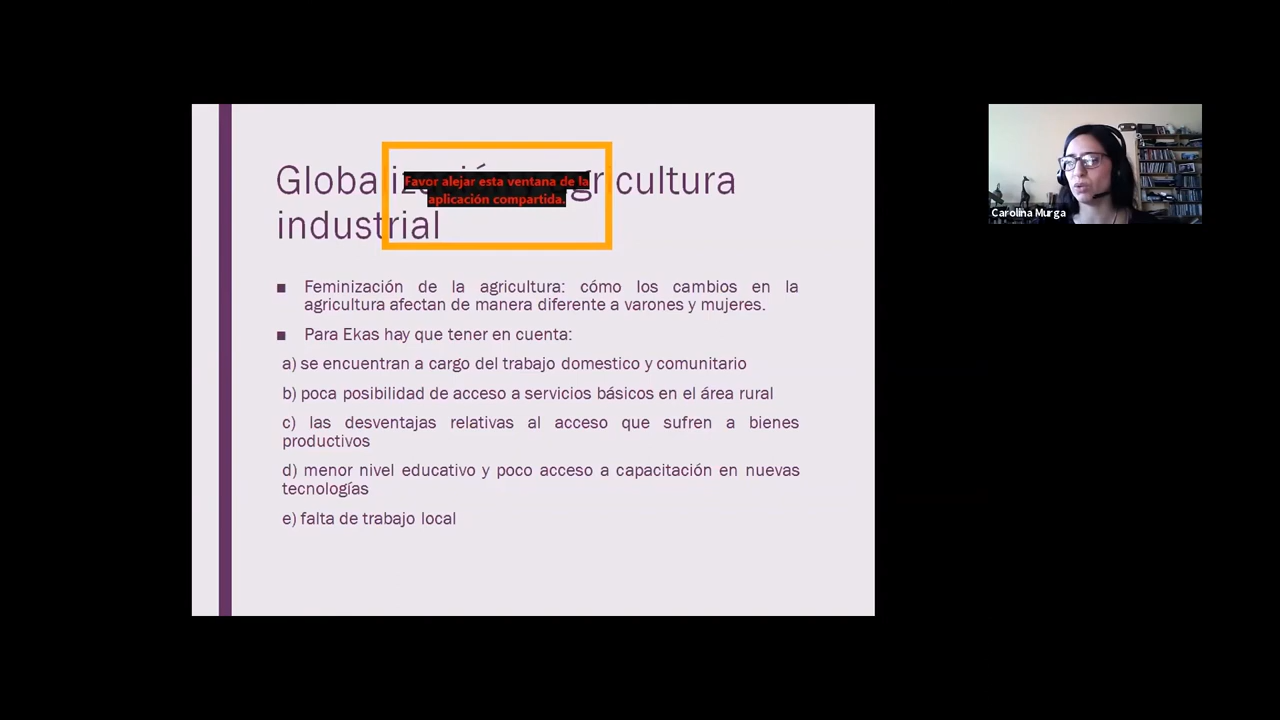 Globalización agricultura
industrial
Favor alejar esta ventana de la
aplicación compartida.
■ Feminización de la agricultura: cómo los cambios en la
agricultura afectan de manera diferente a varones y mujeres.
■ Para Ekas hay que tener en cuenta:
a) se encuentran a cargo del trabajo domestico y comunitario
b) poca posibilidad de acceso a servicios básicos en el área rural
c) las desventajas relativas al acceso que sufren a bienes
productivos
d) menor nivel educativo y poco acceso a capacitación en nuevas
tecnologías
e) falta de trabajo local
Carolina Murga